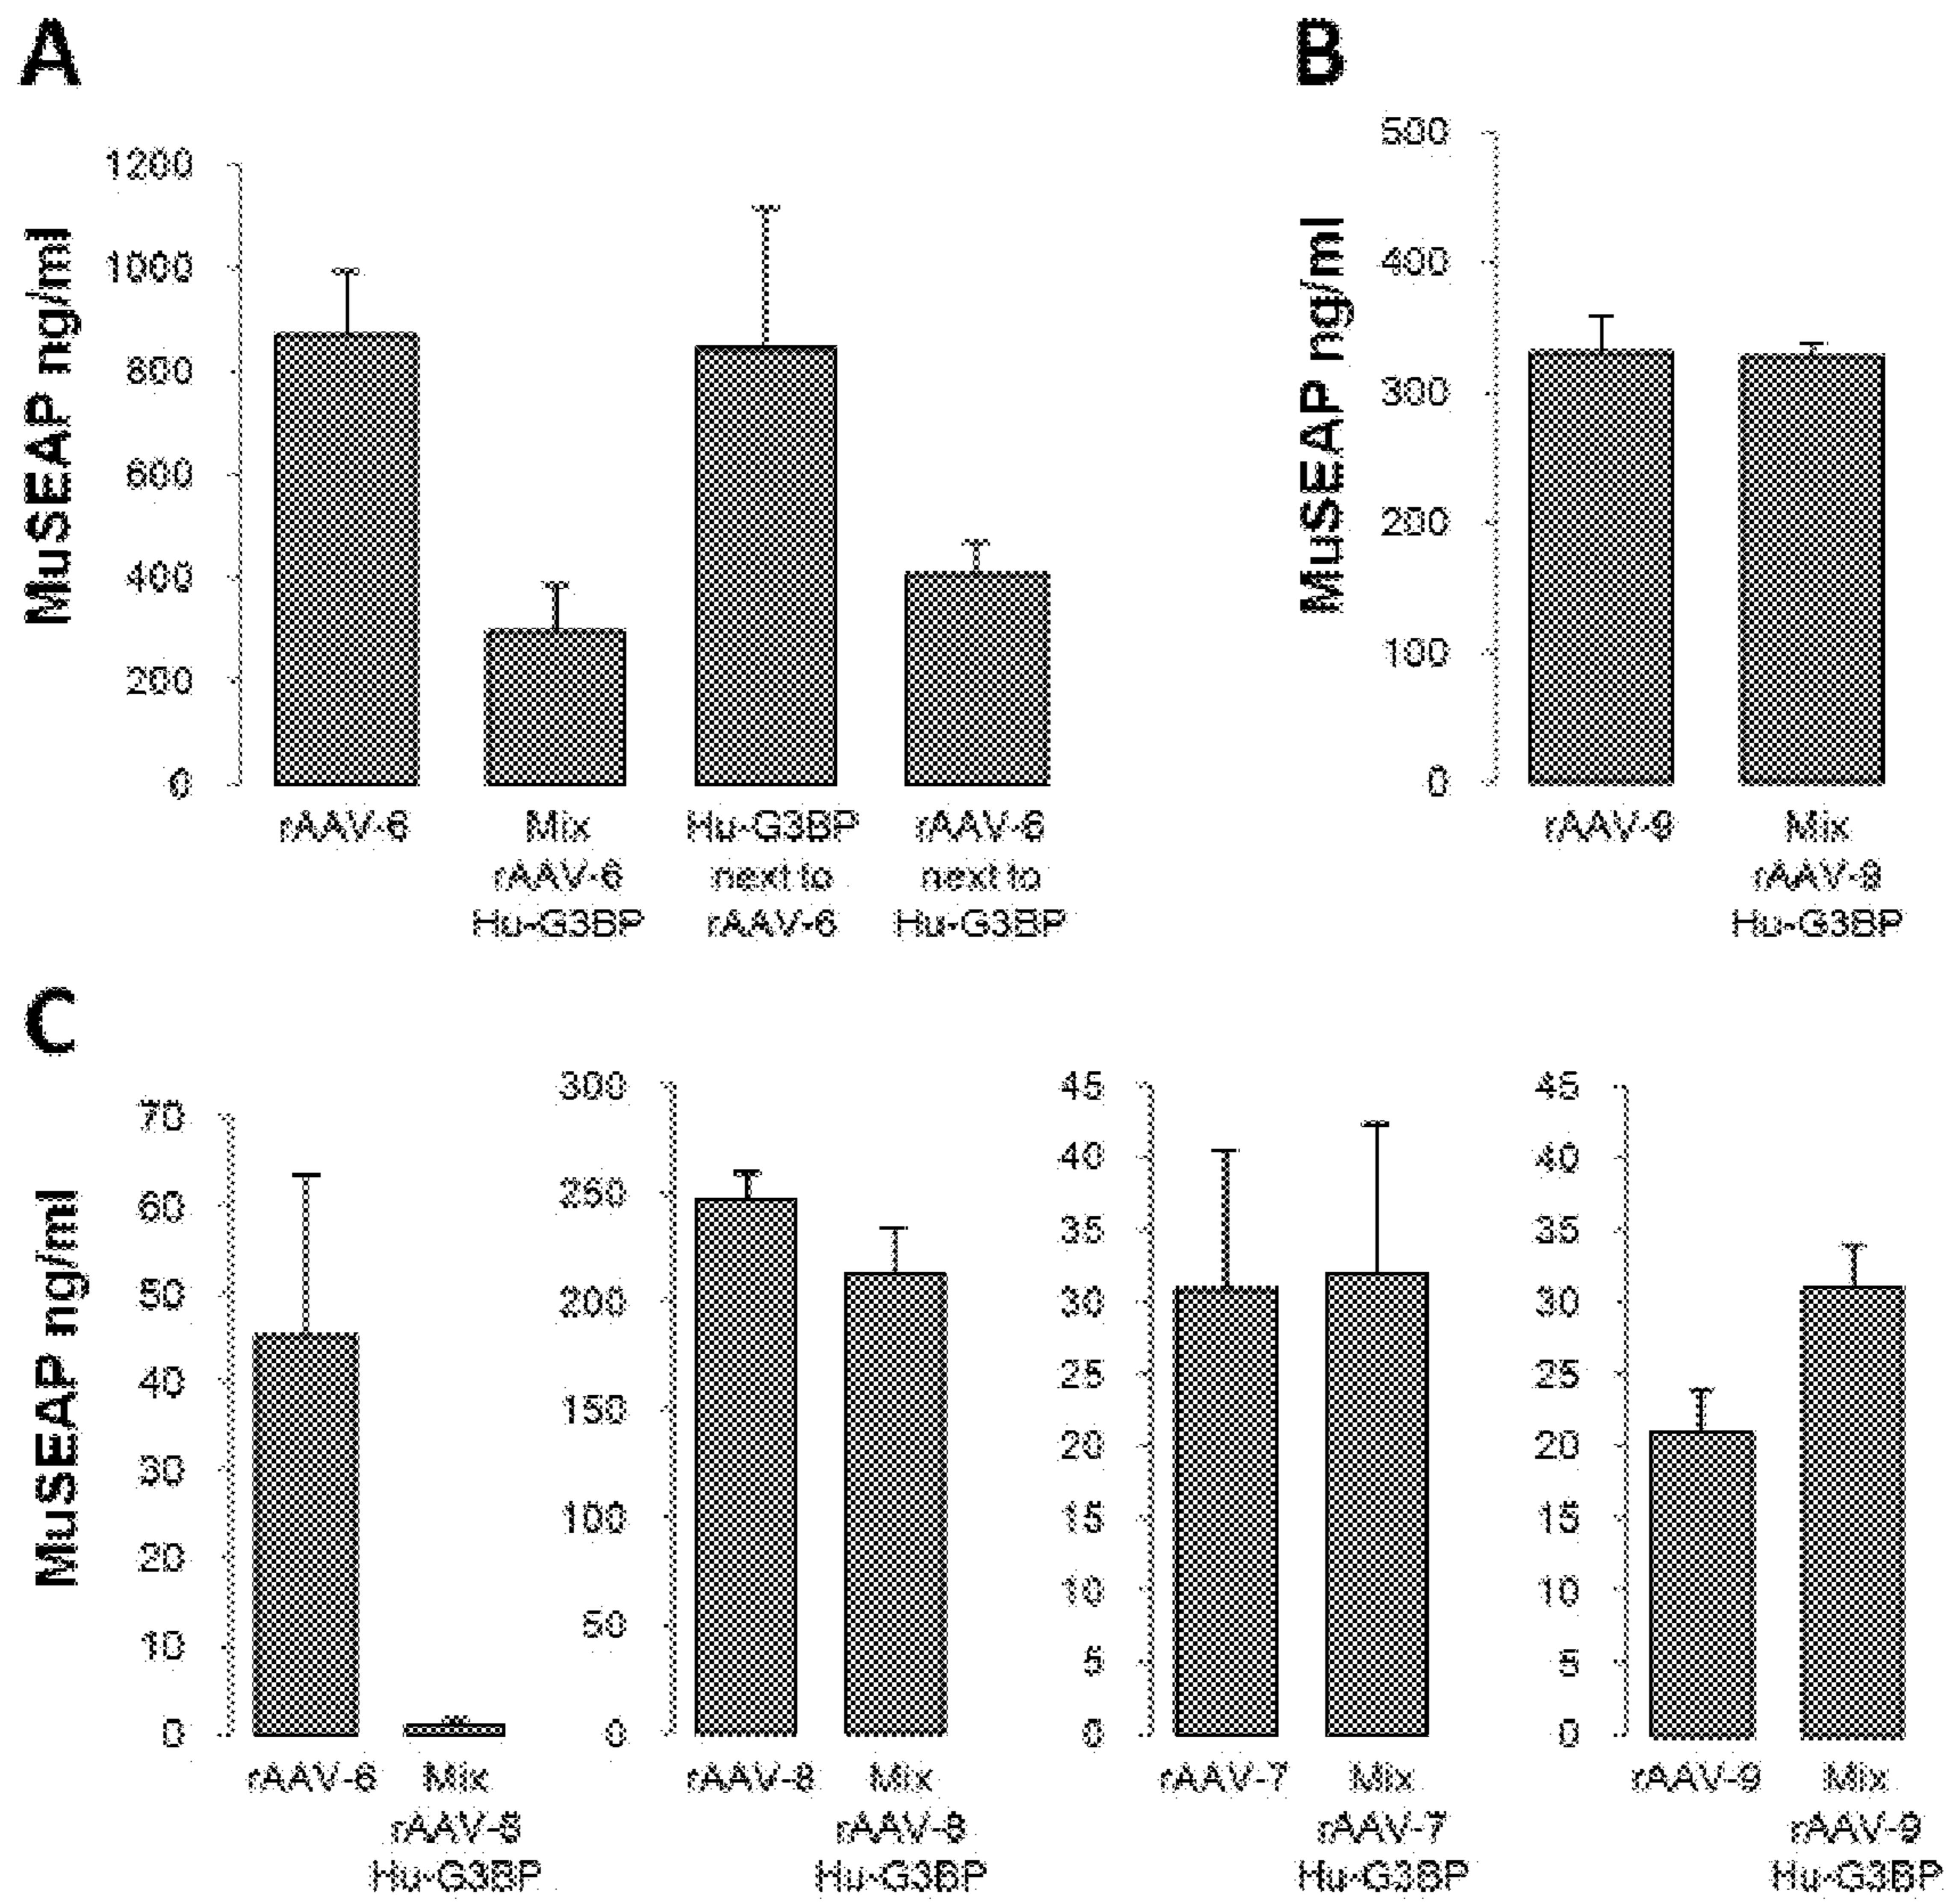 A
MuSEAP ng/ml
1200
1000
800
600
400
200
0
rAAV-6
Mix
rAAV-6
Hu-G3BP
Hu-G3BP
next to
rAAV-6
rAAV-6
next to
Hu-G3BP
B
MuSEAP ng/ml
500
400
300
200
100
0
rAAV-9
Mix
rAAV-9
Hu-G3BP
C
MuSEAP ng/ml
70
60
50
40
30
20
10
0
rAAV-6
Mix
rAAV-6
Hu-G3BP
300
250
200
150
100
50
0
rAAV-8
Mix
rAAV-8
Hu-G3BP
45
40
35
30
25
20
15
10
5
0
rAAV-7
Mix
rAAV-7
Hu-G3BP
45
40
35
30
25
20
15
10
5
0
rAAV-9
Mix
rAAV-9
Hu-G3BP